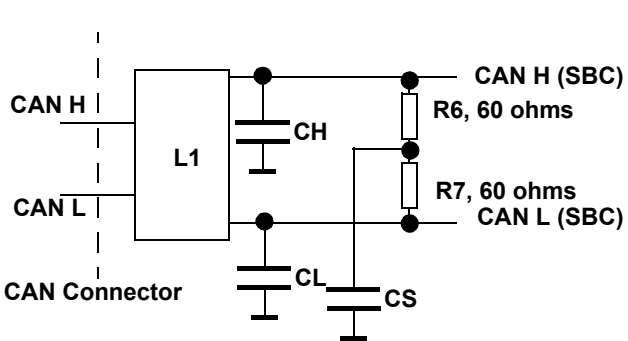 CAN H (SBC)
CAN H
R6, 60 ohms
CH
L1
R7, 60 ohms
CAN L
CAN L (SBC)
CL
CAN Connector
CS